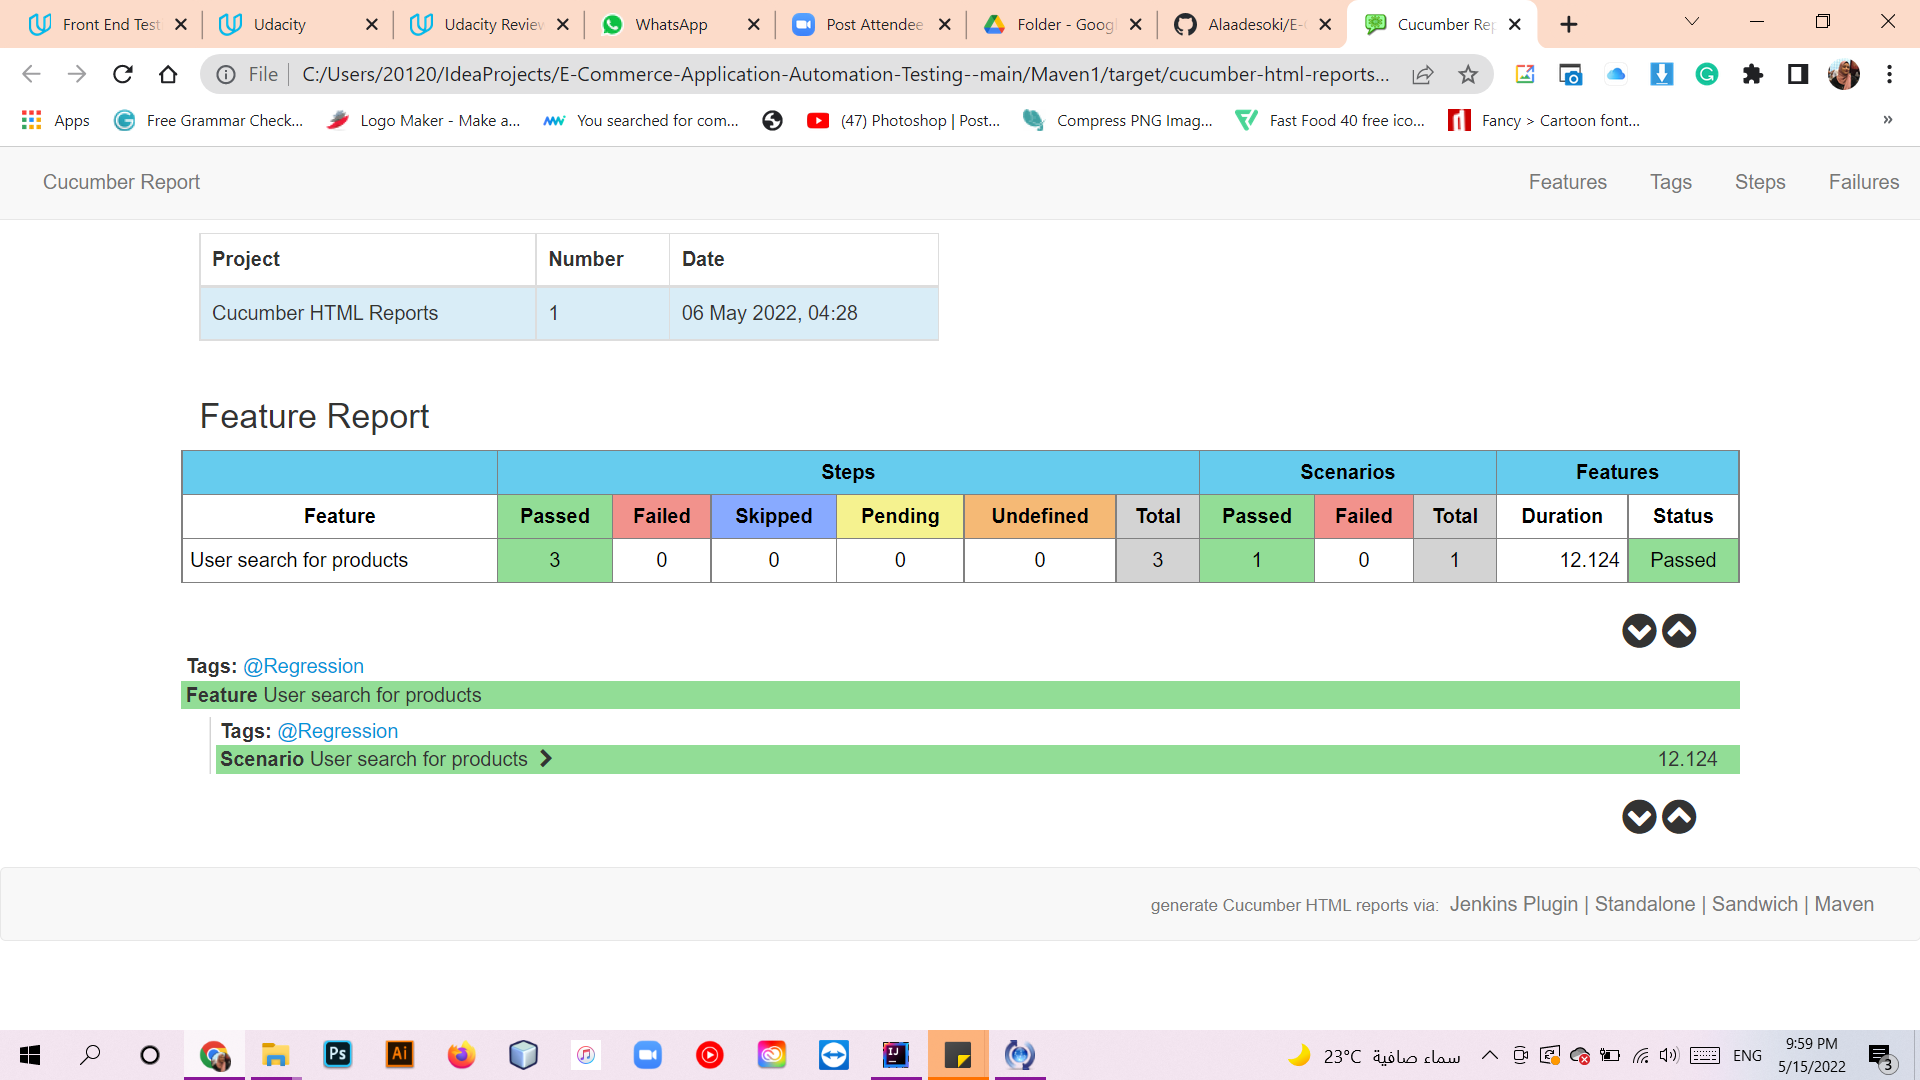 Front End Test
Udacity
Udacity Review
WhatsApp
Post Attendee
Folder - Goog
Alaadesoki/E-
Cucumber Rep
File
C:/Users/20120/IdeaProjects/E-Commerce-Application-Automation-Testing--main/Maven1/target/cucumber-html-reports...
Apps
Free Grammar Check...
Logo Maker - Make a...
You searched for com...
(47) Photoshop | Post...
Compress PNG Imag...
Fast Food 40 free ico...
Fancy > Cartoon font...
»
Cucumber Report
Features Tags Steps Failures
Project Number Date
Cucumber HTML Reports 1 06 May 2022, 04:28
Feature Report
Steps Scenarios Features
Feature Passed Failed Skipped Pending Undefined Total Passed Failed Total Duration Status
User search for products 3 0 0 0 0 3 1 0 1 12.124 Passed
Tags: @Regression
Feature User search for products
Tags: @Regression
Scenario User search for products 12.124
generate Cucumber HTML reports via: Jenkins Plugin | Standalone | Sandwich | Maven
Ps
Ai
IJ
23°C سماء صافية
ENG
9:59 PM
5/15/2022
3